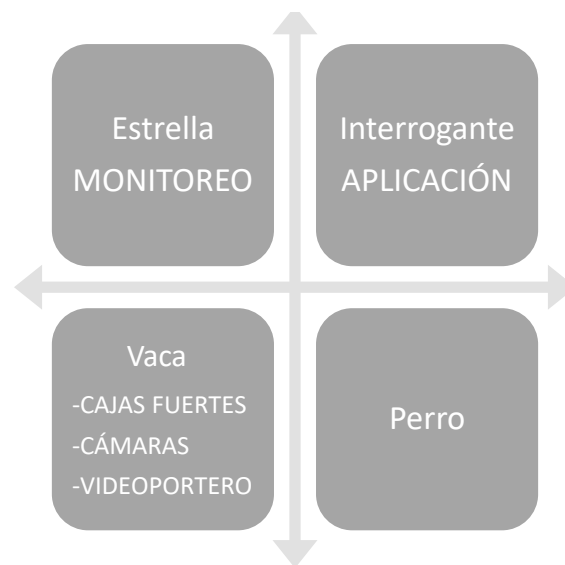 Estrella
MONITOREO
Interrogante
APLICACIÓN
Vaca
-CAJAS FUERTES
-CÁMARAS
-VIDEOPORTERO
Perro